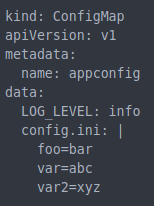 kind: ConfigMap
apiVersion: v1
metadata:
  name: appconfig
data:
  LOG_LEVEL: info
  config.ini: |
    foo=bar
    var=abc
    var2=xyz